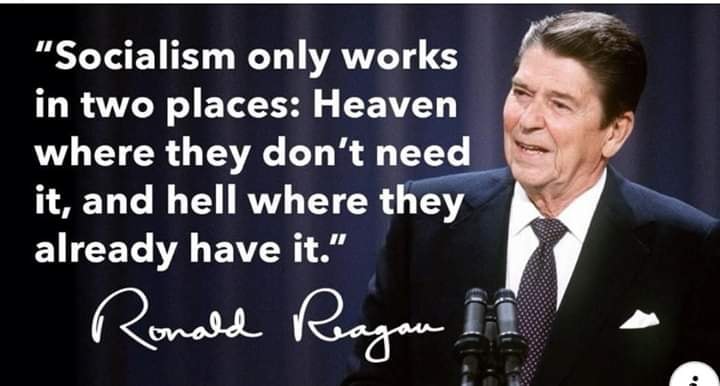 “Socialism only works
in two places: Heaven
where they don’t need
it, and hell where they
already have it.”
Ronald Reagan